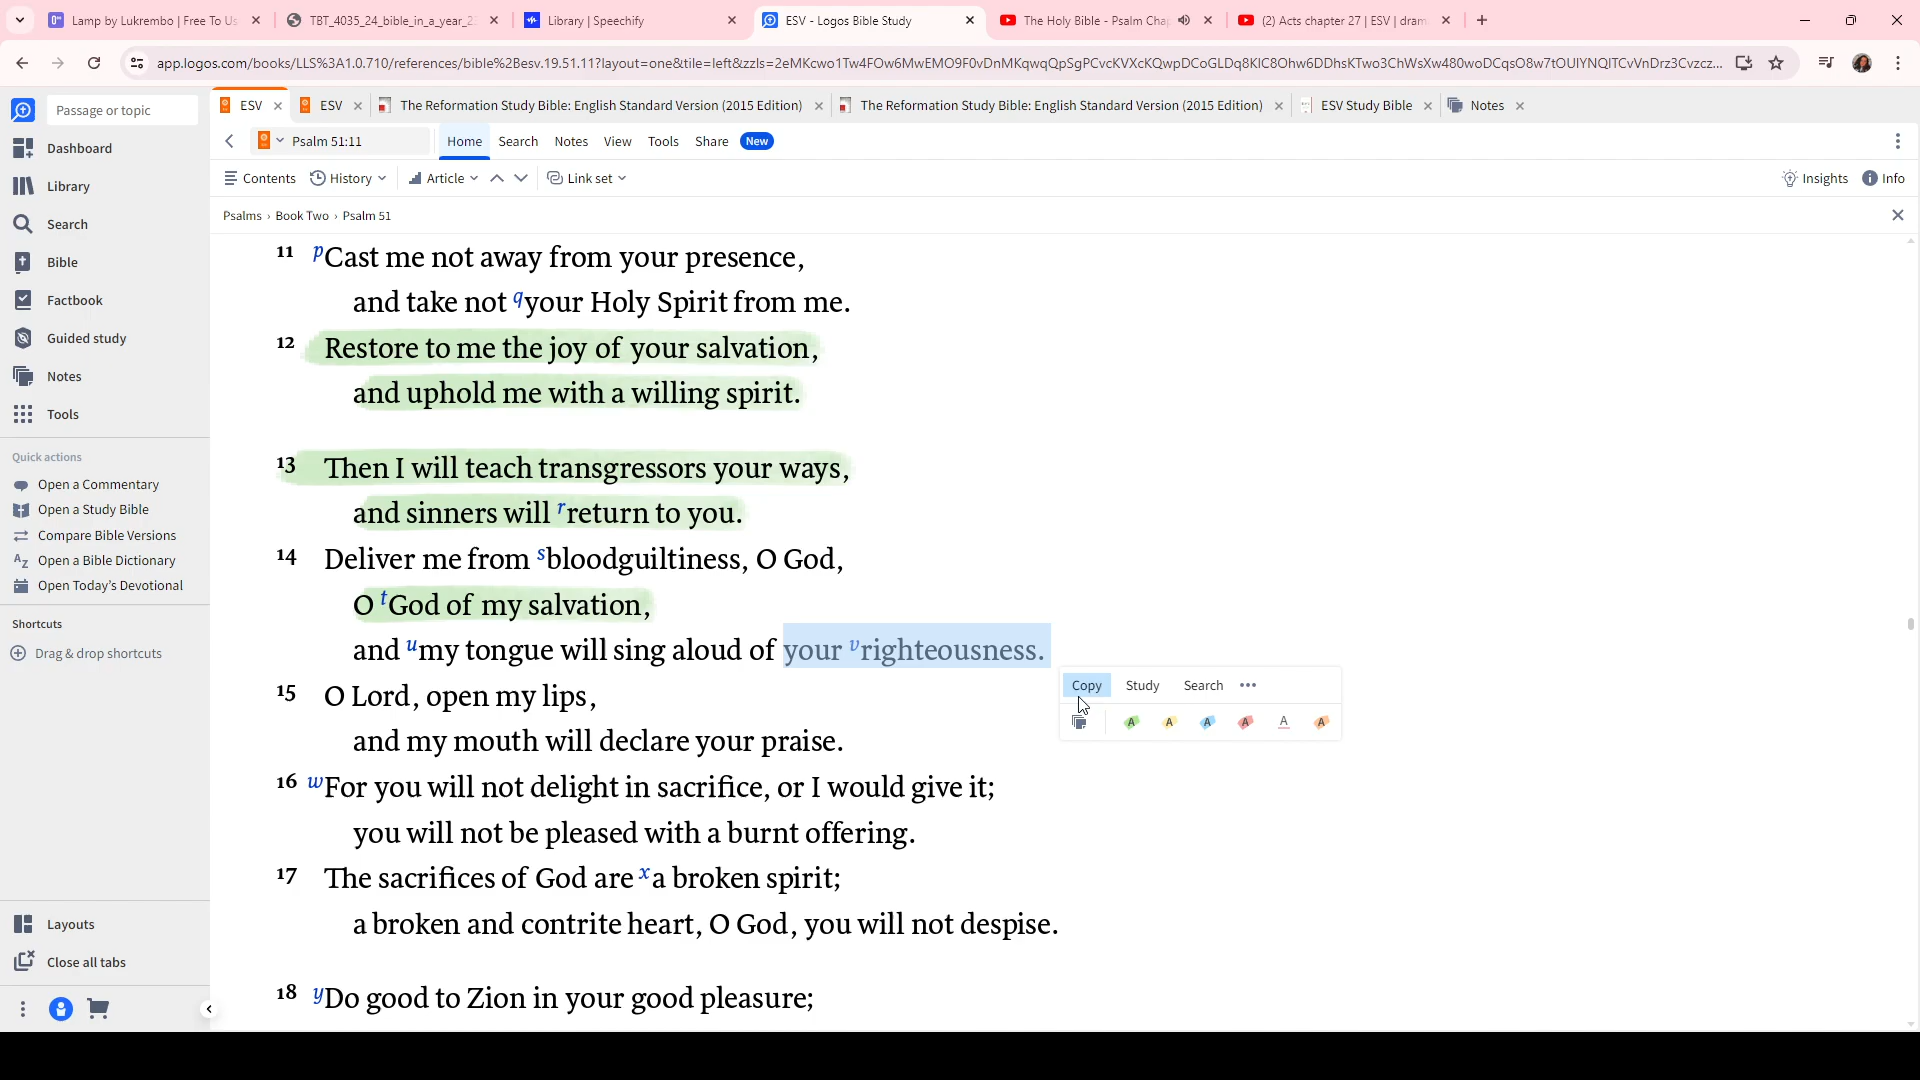 Lamp by Lukrembo | Free To Us
TBT_4035_24_bible_in_a_year_2
Library | Speechify
ESV - Logos Bible Study
The Holy Bible - Psalm Cha
(2) Acts chapter 27 | ESV | dram
app.logos.com/books/LLS%3A1.0.710/references/bible%2Besv.19.51.11?layout=one&tile=left&zzls=2eMKcwo1Tw4FOw6MwEMO9F0vDnMKqwqQpSgPCvcKVXcKQwpDCoGLDq8KlC8Ohw6DDhsKTwo3ChWsXw480woDCqsO8w7tOUlYNQlTCvVnDrz3Cvzcz...
ESV
ESV
The Reformation Study Bible: English Standard Version (2015 Edition)
The Reformation Study Bible: English Standard Version (2015 Edition)
ESV Study Bible
Notes
Passage or topic
Psalm 51:11
Home
Search
Notes
View
Tools
Share
New
Contents
History
Article
Link set
Insights
Info
Psalms › Book Two › Psalm 51
Dashboard
Library
Search
Bible
Factbook
Guided study
Notes
Tools
Quick actions
Open a Commentary
Open a Study Bible
Compare Bible Versions
Open a Bible Dictionary
Open Today's Devotional
Shortcuts
Drag & drop shortcuts
Layouts
Close all tabs
11 pCast me not away from your presence,
and take not qyour Holy Spirit from me.
12 Restore to me the joy of your salvation,
and uphold me with a willing spirit.
13 Then I will teach transgressors your ways,
and sinners will rreturn to you.
14 Deliver me from sbloodguiltiness, O God,
O tGod of my salvation,
and umy tongue will sing aloud of your vrighteousness.
15 O Lord, open my lips,
and my mouth will declare your praise.
16 wFor you will not delight in sacrifice, or I would give it;
you will not be pleased with a burnt offering.
17 The sacrifices of God are xa broken spirit;
a broken and contrite heart, O God, you will not despise.
18 yDo good to Zion in your good pleasure;
Copy
Study
Search
A A A A A A